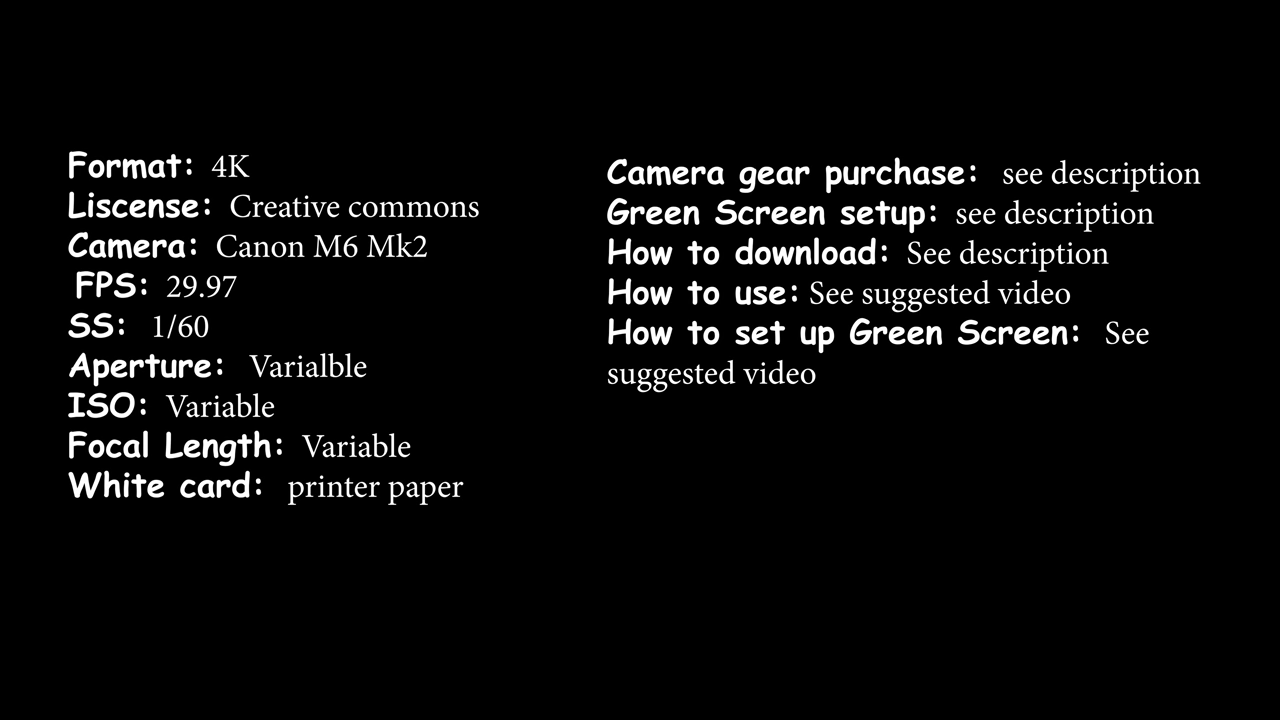 Format: 4K
Liscense: Creative commons
Camera: Canon M6 Mk2
FPS: 29.97
SS: 1/60
Aperture: Varialble
ISO: Variable
Focal Length: Variable
White card: printer paper
Camera gear purchase: see description
Green Screen setup: see description
How to download: See description
How to use: See suggested video
How to set up Green Screen: See
suggested video